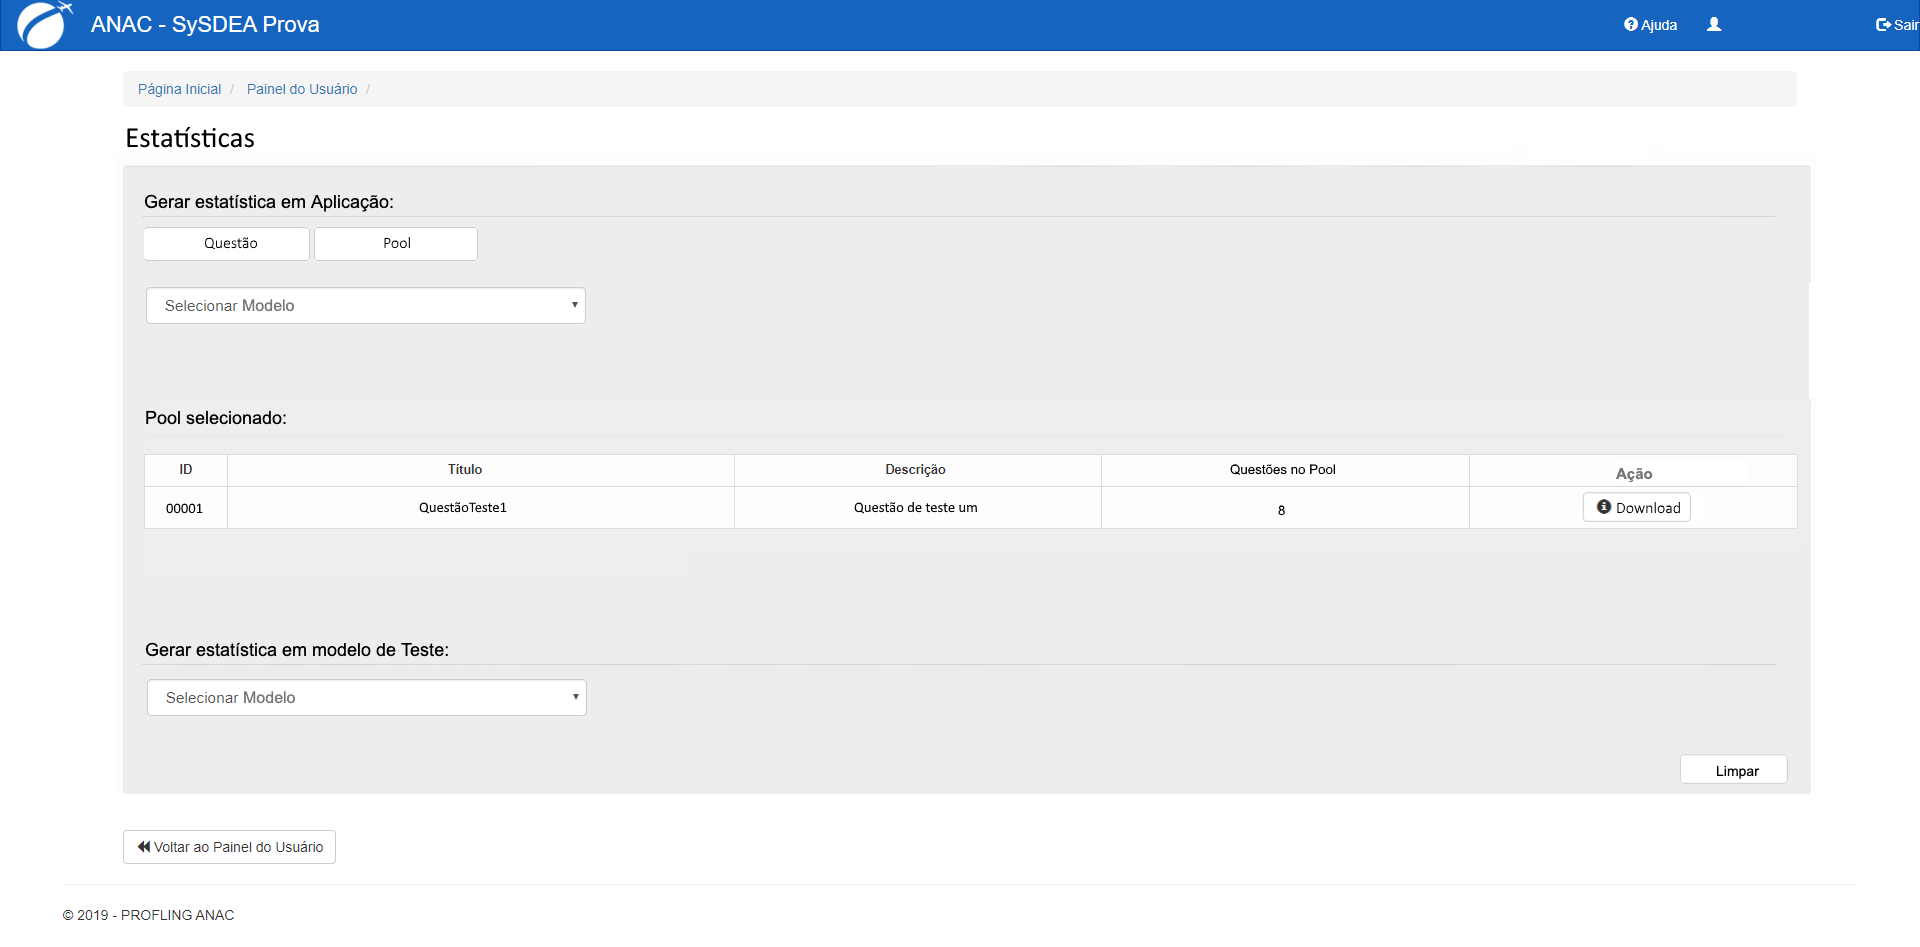 ANAC - SySDEA Prova
Ajuda
Sair
Página Inicial / Painel do Usuário /
Estatísticas
Gerar estatística em Aplicação:
Questão Pool
Selecionar Modelo
Pool selecionado:
ID Título Descrição Questões no Pool Ação
00001 QuestãoTeste1 Questão de teste um 8 Download
Gerar estatística em modelo de Teste:
Selecionar Modelo
Limpar
Voltar ao Painel do Usuário
© 2019 - PROFLING ANAC